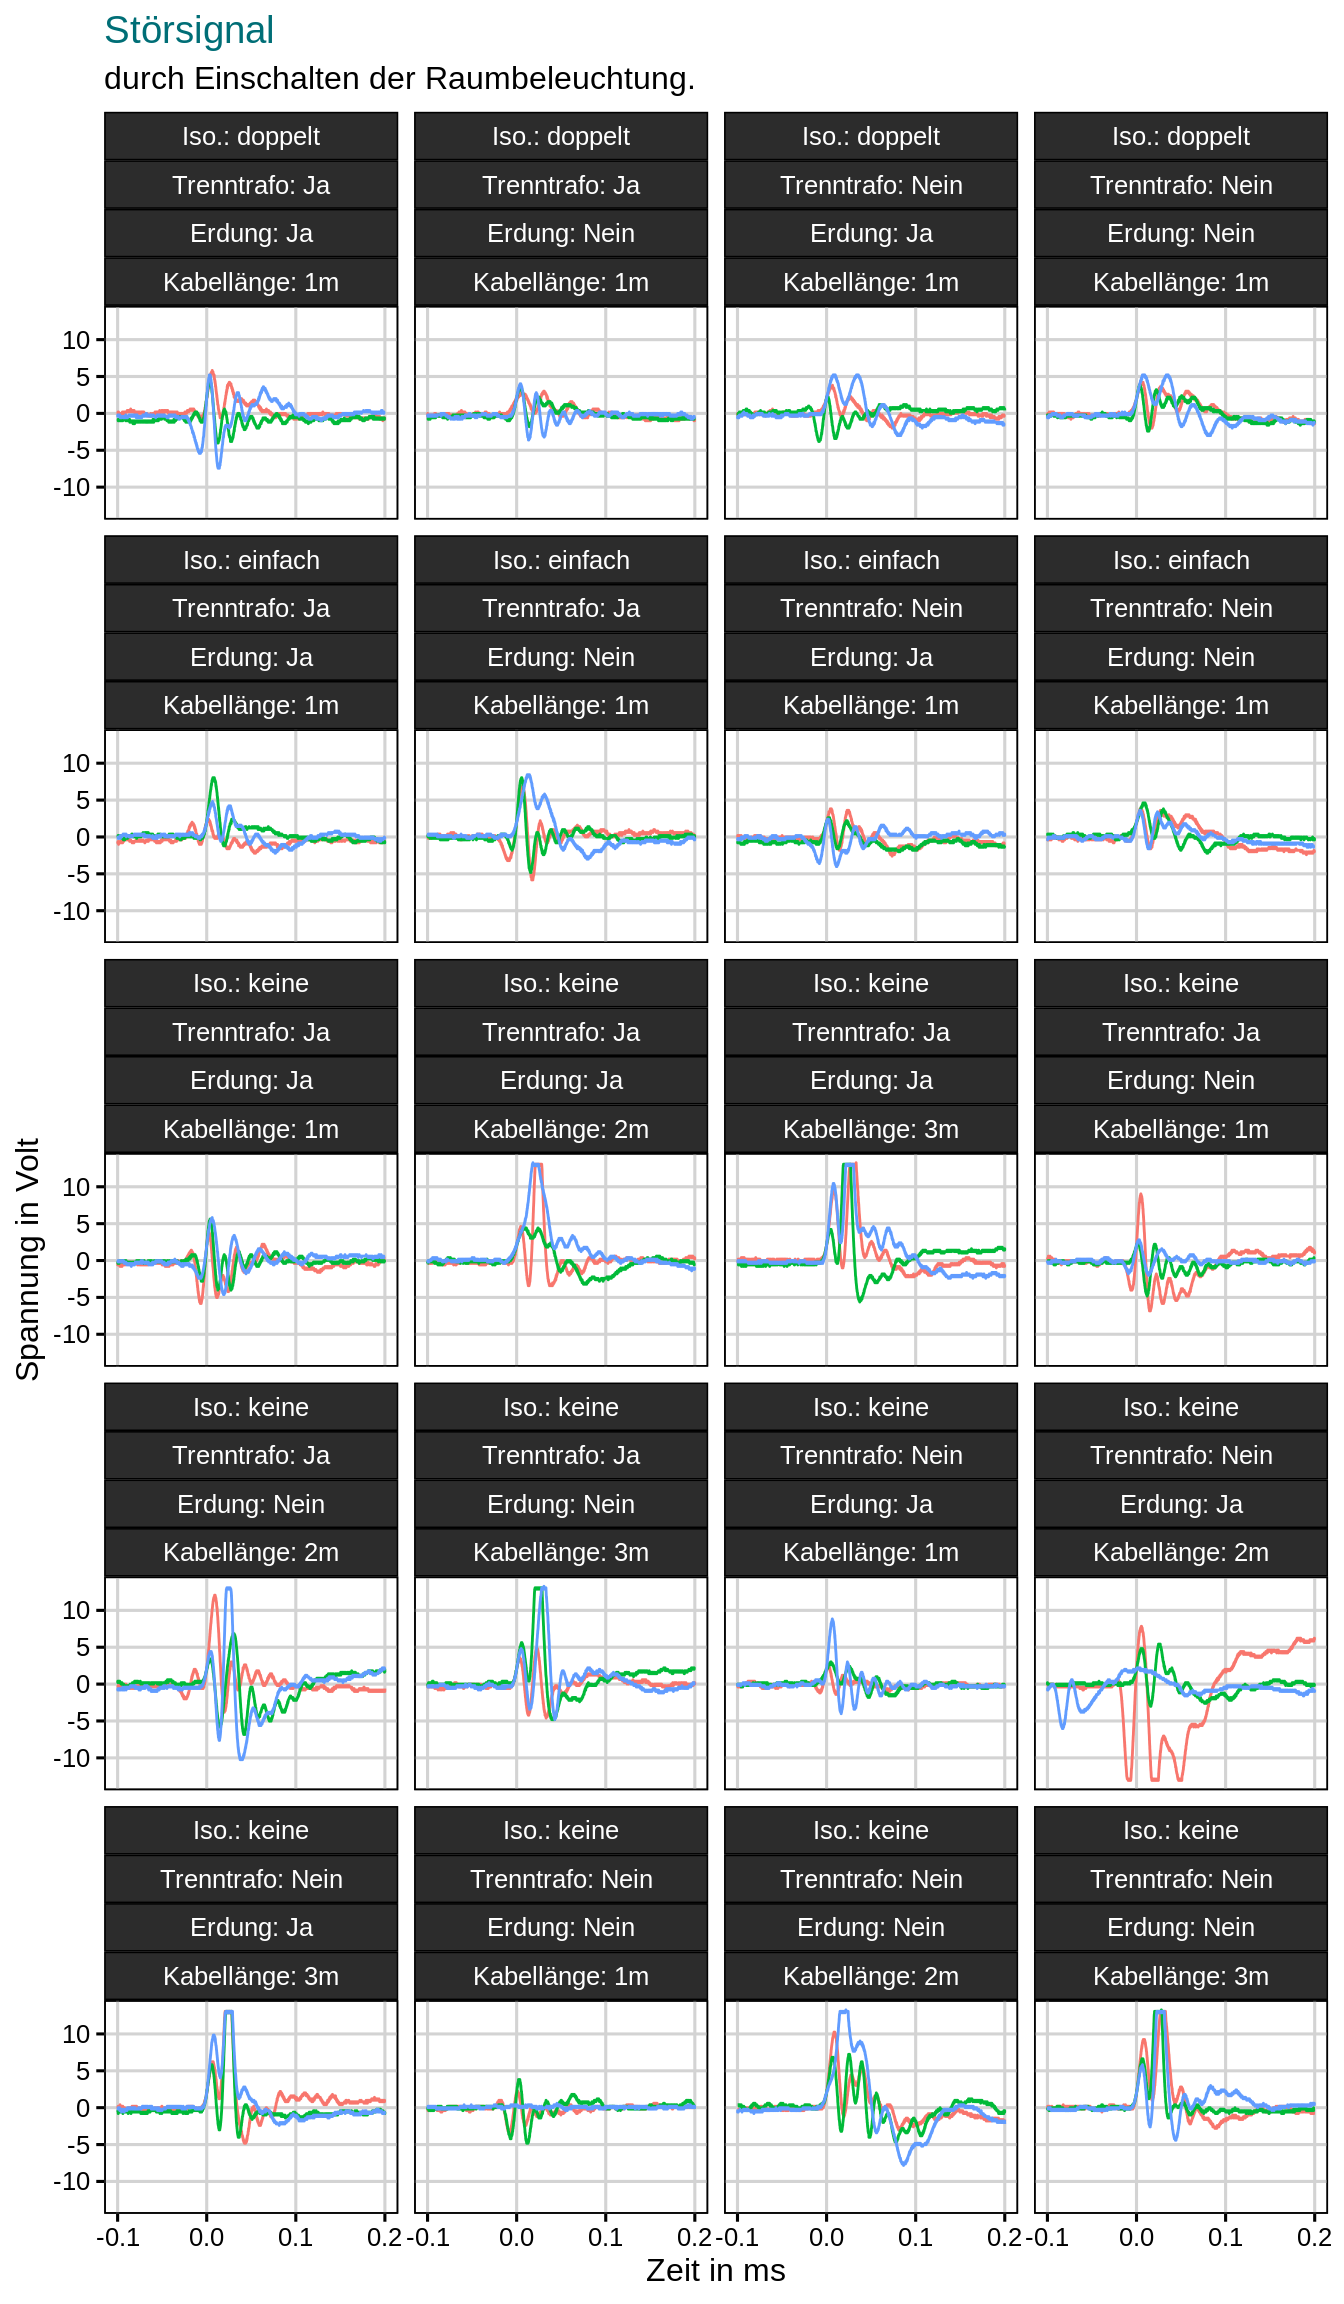 Störsignal
durch Einschalten der Raumbeleuchtung.
Iso.: doppelt Iso.: doppelt Iso.: doppelt Iso.: doppelt
Trenntrafo: Ja Trenntrafo: Ja Trenntrafo: Nein Trenntrafo: Nein
Erdung: Ja Erdung: Nein Erdung: Ja Erdung: Nein
Kabellänge: 1m Kabellänge: 1m Kabellänge: 1m Kabellänge: 1m
10
5
0
-5
-10
Iso.: einfach Iso.: einfach Iso.: einfach Iso.: einfach
Trenntrafo: Ja Trenntrafo: Ja Trenntrafo: Nein Trenntrafo: Nein
Erdung: Ja Erdung: Nein Erdung: Ja Erdung: Nein
Kabellänge: 1m Kabellänge: 1m Kabellänge: 1m Kabellänge: 1m
10
5
0
-5
-10
Iso.: keine Iso.: keine Iso.: keine Iso.: keine
Trenntrafo: Ja Trenntrafo: Ja Trenntrafo: Ja Trenntrafo: Ja
Erdung: Ja Erdung: Ja Erdung: Ja Erdung: Nein
Kabellänge: 1m Kabellänge: 2m Kabellänge: 3m Kabellänge: 1m
10
5
0
-5
-10
Spannung in Volt
Iso.: keine Iso.: keine Iso.: keine Iso.: keine
Trenntrafo: Ja Trenntrafo: Ja Trenntrafo: Nein Trenntrafo: Nein
Erdung: Nein Erdung: Nein Erdung: Ja Erdung: Ja
Kabellänge: 2m Kabellänge: 3m Kabellänge: 1m Kabellänge: 2m
10
5
0
-5
-10
Iso.: keine Iso.: keine Iso.: keine Iso.: keine
Trenntrafo: Nein Trenntrafo: Nein Trenntrafo: Nein Trenntrafo: Nein
Erdung: Ja Erdung: Nein Erdung: Nein Erdung: Nein
Kabellänge: 3m Kabellänge: 1m Kabellänge: 2m Kabellänge: 3m
10
5
0
-5
-10
-0.1 0.0 0.1 0.2 -0.1 0.0 0.1 0.2 -0.1 0.0 0.1 0.2 -0.1 0.0 0.1 0.2
Zeit in ms